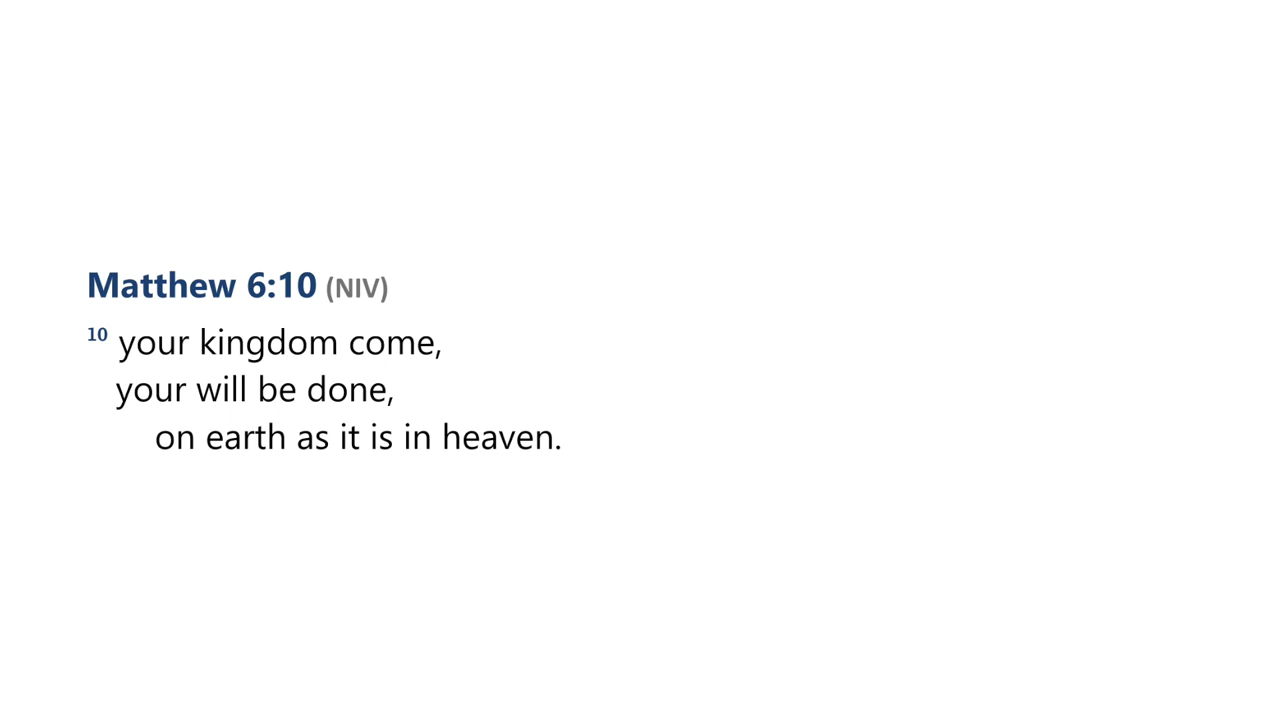 Matthew 6:10 (NIV)
10 your kingdom come,
your will be done,
on earth as it is in heaven.